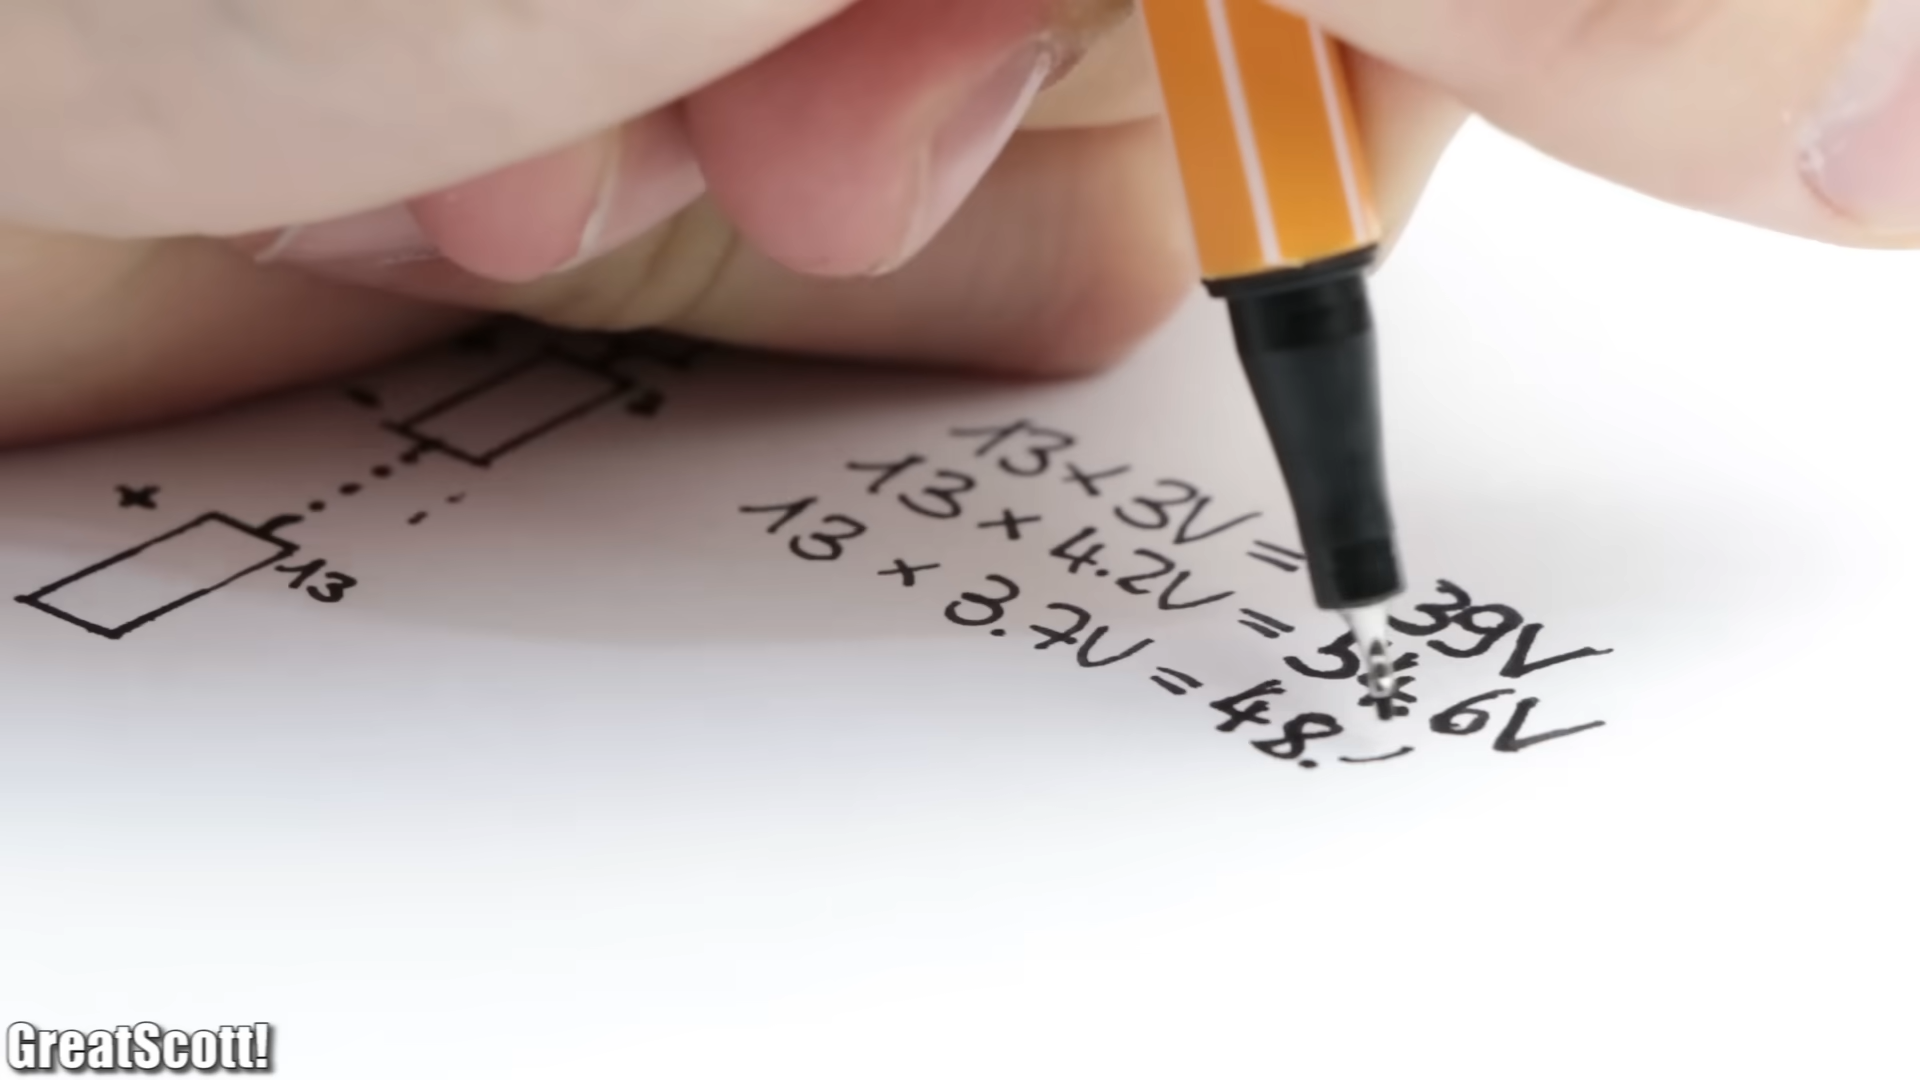 +
13
13 x 3V = 39V
13 x 4.2V = 54.6V
13 x 3.7V = 48.
GreatScott!